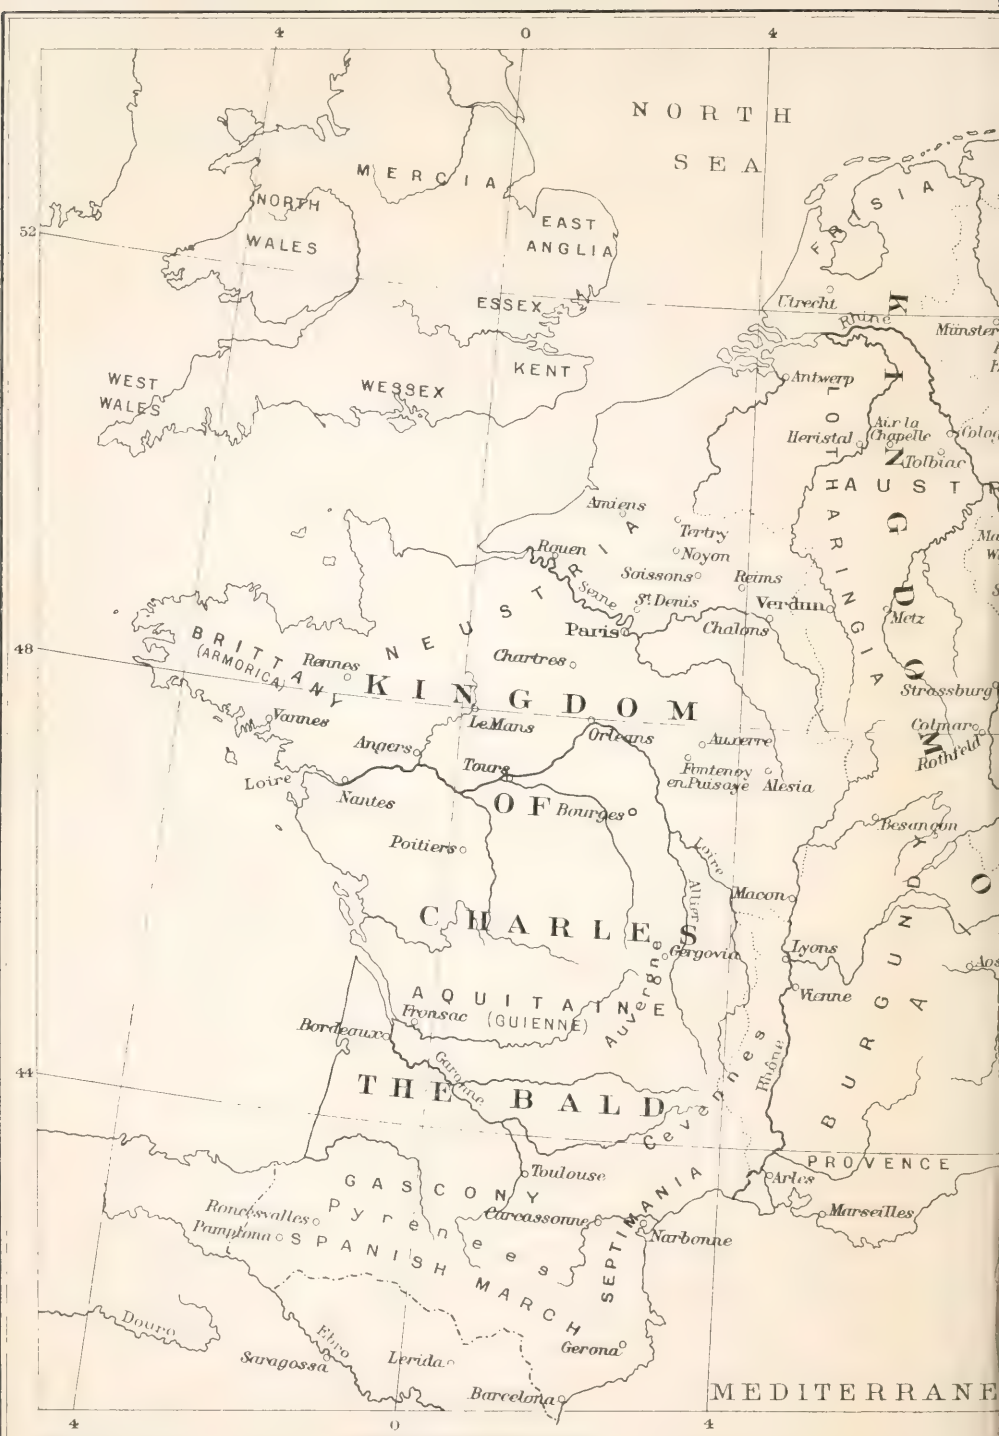 4 0 4
NORTH
SEA
MERCIA
NORTH
WALES
EAST
ANGLIA
FRISIA
52
ESSEX
Utrecht
Rhine
Münster
KENT
WEST
WALES
WESSEX
Antwerp
Heristal
Aix la
Chapelle
Tolbiac
LOTHARINGIA
KINGDOM
O
Amiens
Tertry
Rouen
Noyon
Soissons
Reims
Seine
St. Denis
Verdun
Paris
Chalons
Metz
NEUSTRIA
48
BRITTANY
(ARMORICA)
Rennes
Chartres
Strassburg
KINGDOM
Vannes
Le Mans
Orleans
Auxerre
Colmar
Rothfeld
Angers
Tours
Fontenoy
en Puisaye
Alesia
Loire
Nantes
OF
Bourges
Besançon
Poitiers
Loire
Allier
Macon
CHARLES
Gergovia
Lyons
BURGUNDY
AQUITAINE
(GUIENNE)
Auvergne
Vienne
Fronsac
Bordeaux
Garonne
Cevennes
Rhône
44
THE BALD
PROVENCE
Toulouse
Arles
GASCONY
Pyrenees
Carcassonne
SEPTIMANIA
Marseilles
Roncesvalles
Pamplona
SPANISH MARCH
Narbonne
Douro
Ebro
Saragossa
Lerida
Gerona
Barcelona
MEDITERRANE
4 0 4